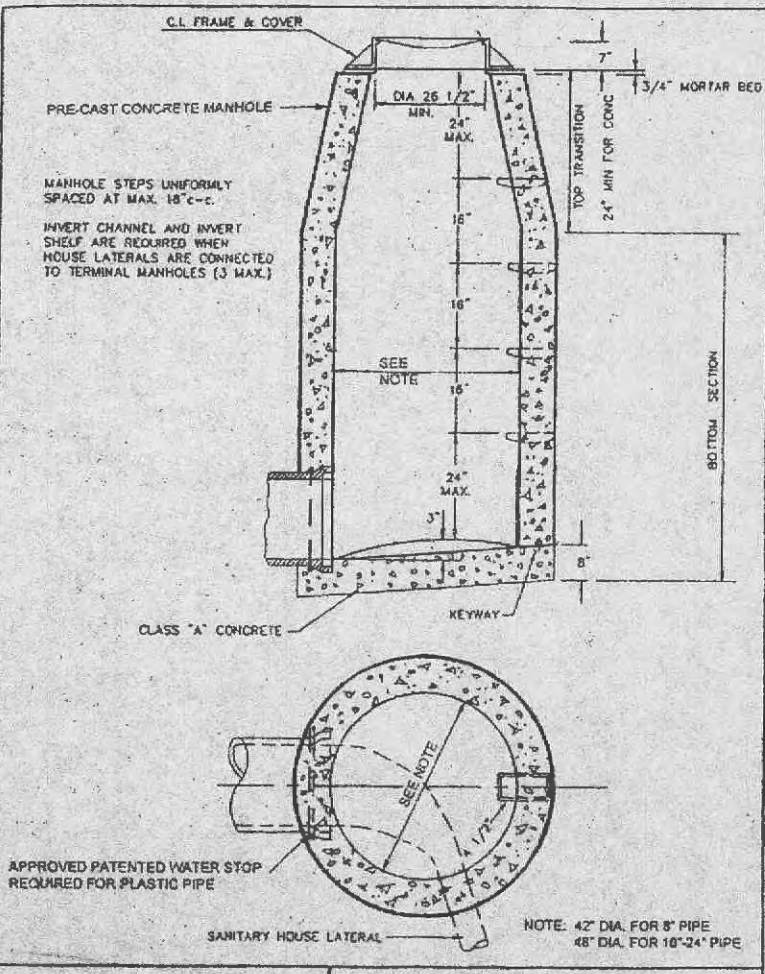 C.I. FRAME & COVER
7"
3/4" MORTAR BED
PRE-CAST CONCRETE MANHOLE
DIA. 26 1/2"
MIN.
24"
MAX.
TOP TRANSITION
24" MIN FOR CONC
MANHOLE STEPS UNIFORMLY
SPACED AT MAX. 16"c-c.
INVERT CHANNEL AND INVERT
SHELF ARE REQUIRED WHEN
HOUSE LATERALS ARE CONNECTED
TO TERMINAL MANHOLES (3 MAX.)
16"
16"
SEE
NOTE
16"
BOTTOM SECTION
24"
MAX.
3"
8"
KEYWAY
CLASS "A" CONCRETE
SEE NOTE
4 1/2"
APPROVED PATENTED WATER STOP
REQUIRED FOR PLASTIC PIPE
SANITARY HOUSE LATERAL
NOTE: 42" DIA. FOR 8" PIPE
48" DIA. FOR 10"-24" PIPE